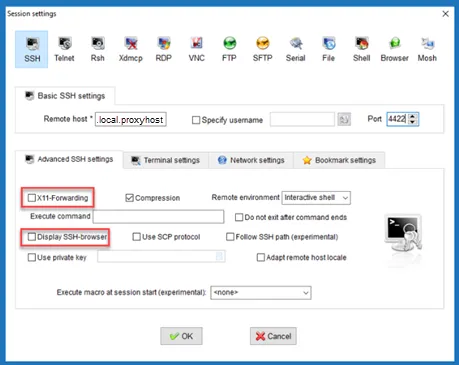 Session settings
SSH Telnet Rsh Xdmcp RDP VNC FTP SFTP Serial File Shell Browser Mosh
Basic SSH settings
Remote host * .local.proxyhost Specify username Port 4422
Advanced SSH settings Terminal settings Network settings Bookmark settings
X11-Forwarding Compression Remote environment Interactive shell
Execute command Do not exit after command ends
Display SSH-browser Use SCP protocol Follow SSH path (experimental)
Use private key Adapt remote host locale
Execute macro at session start (experimental): <none>
OK Cancel